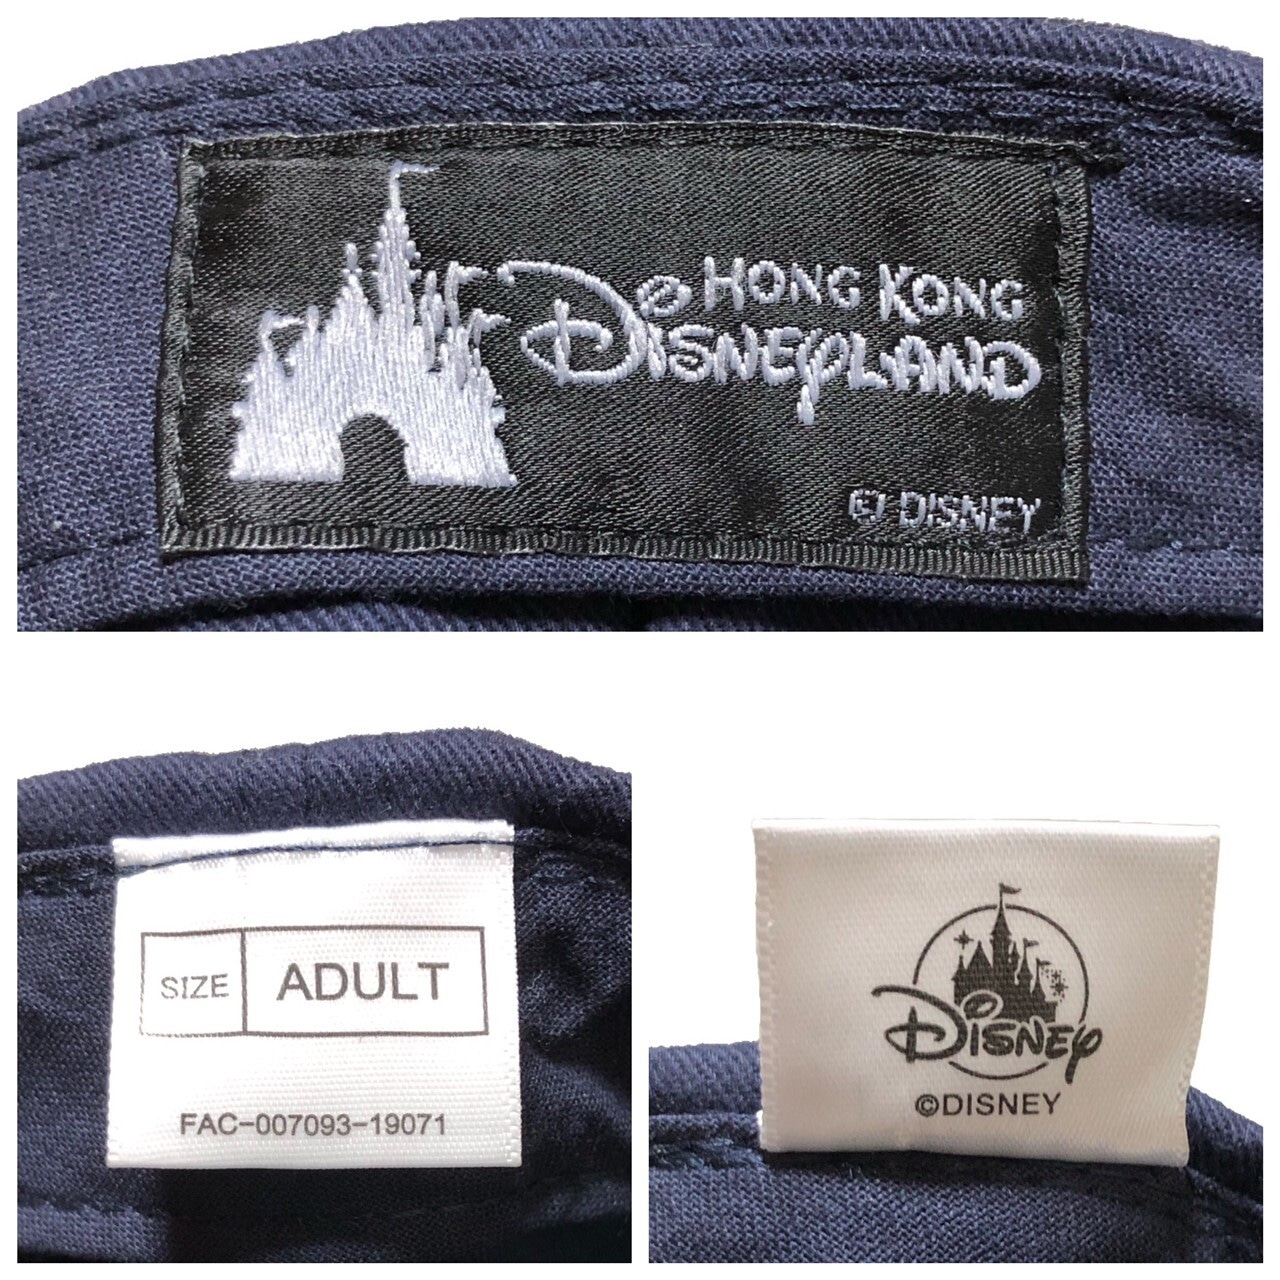 HONG KONG
DISNEYLAND
© DISNEY
SIZE ADULT
FAC-007093-19071
DISNEY
©DISNEY